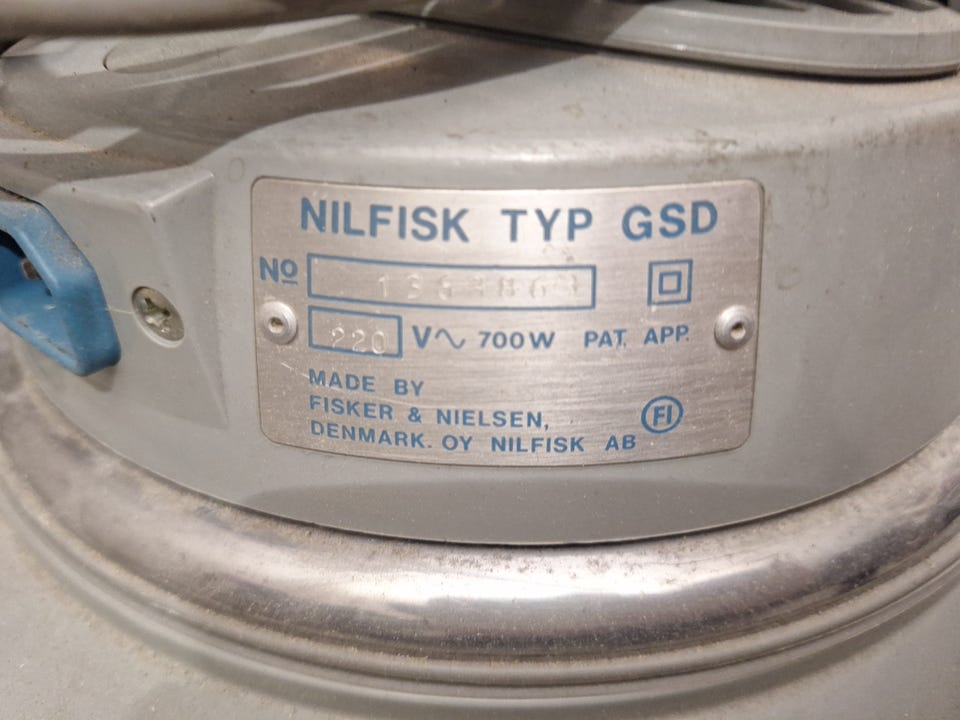 NILFISK TYP GSD
Nº
220 V~ 700W PAT. APP.
MADE BY
FISKER & NIELSEN,
DENMARK. OY NILFISK AB
FI